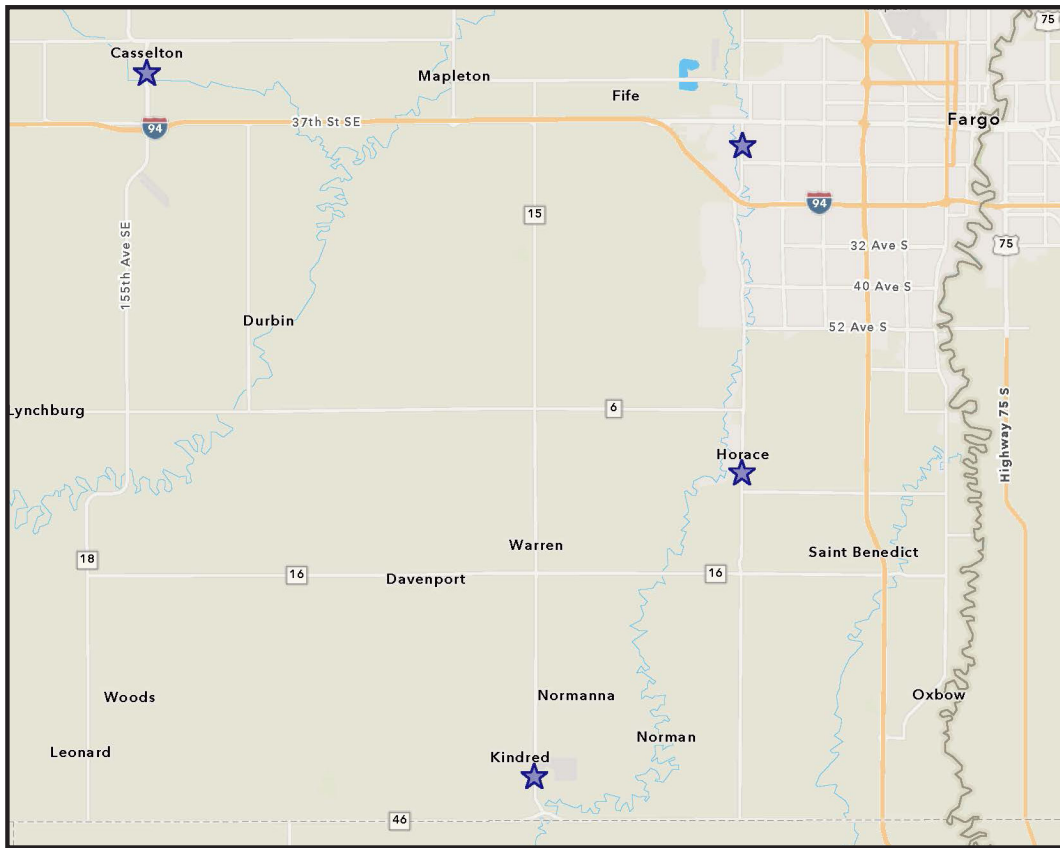 75
Casselton
Mapleton
Fife
Fargo
37th St SE
94
94
15
75
155th Ave SE
32 Ave S
40 Ave S
Durbin
52 Ave S
Highway 75 S
Lynchburg
6
Horace
18
Warren
Saint Benedict
16
Davenport
16
Woods
Normanna
Oxbow
Leonard
Norman
Kindred
46